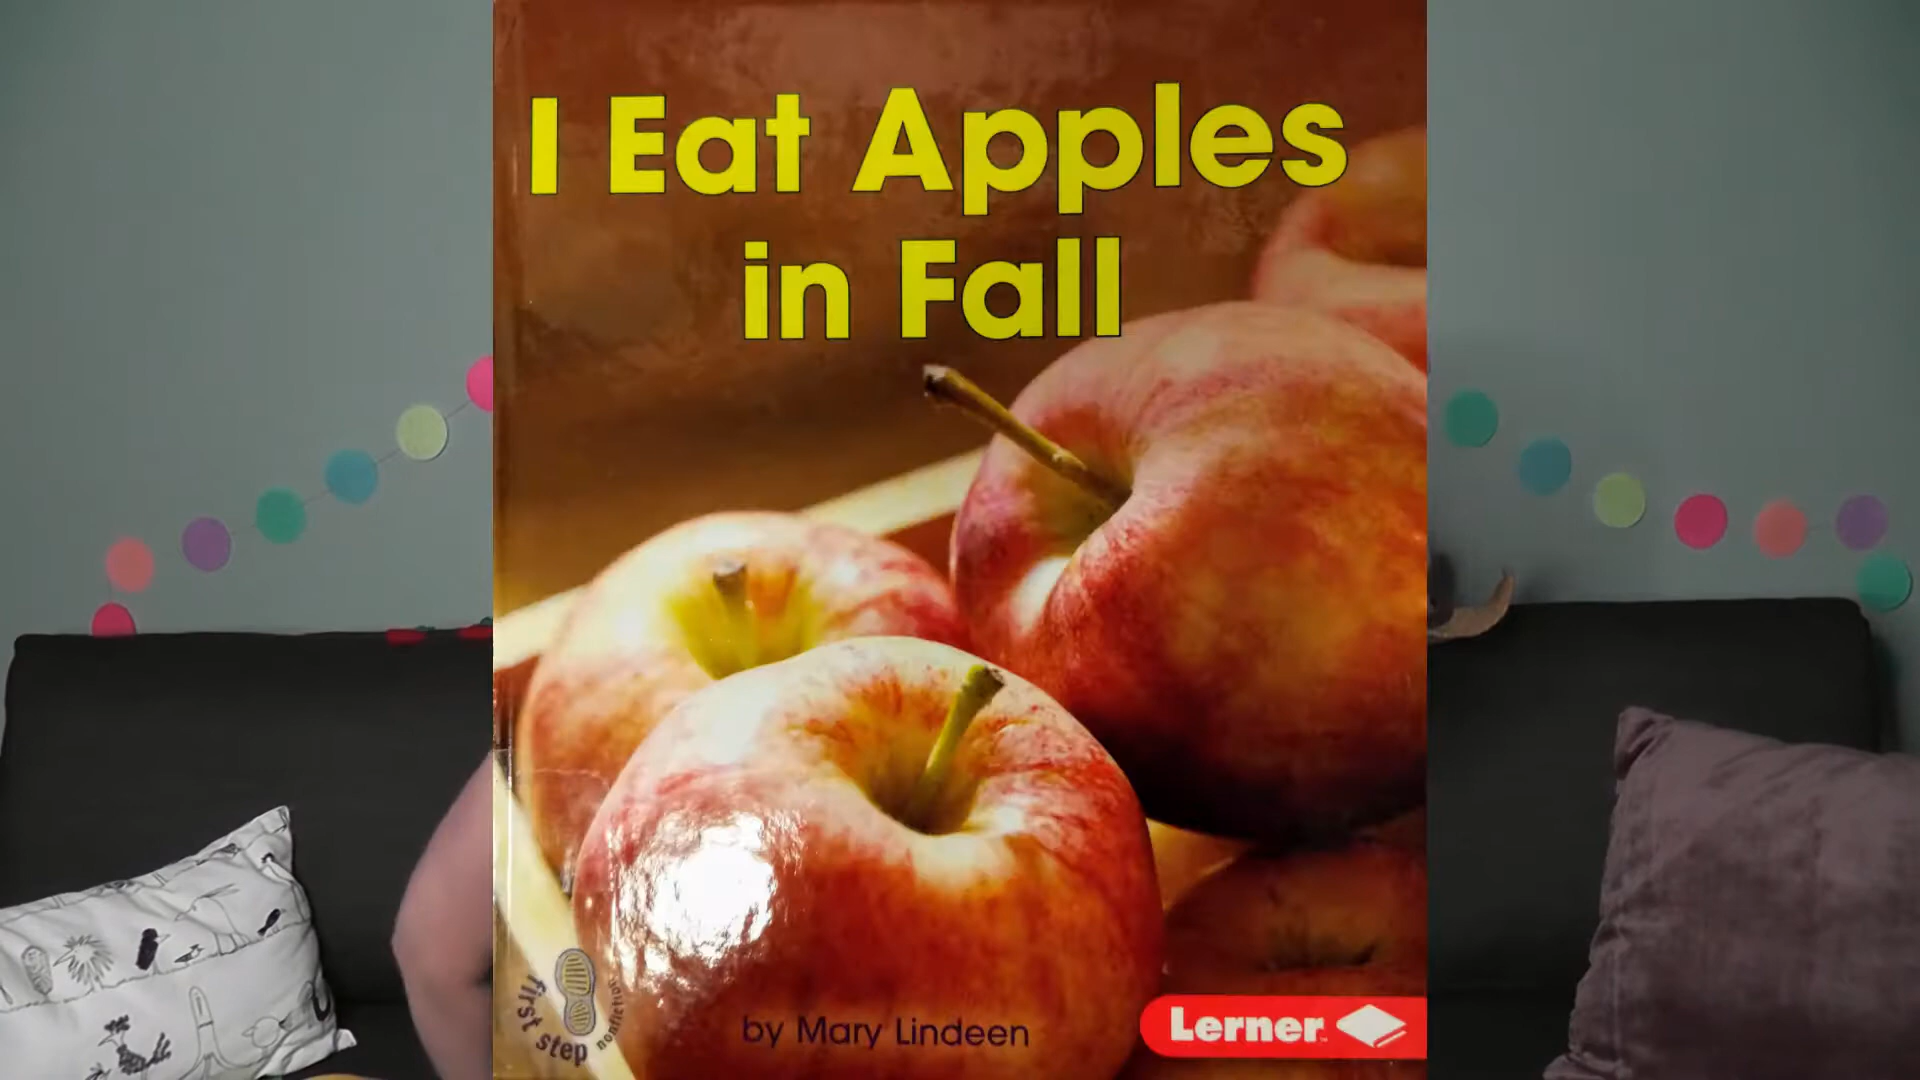 I Eat Apples
in Fall
first step nonfiction
by Mary Lindeen
Lerner